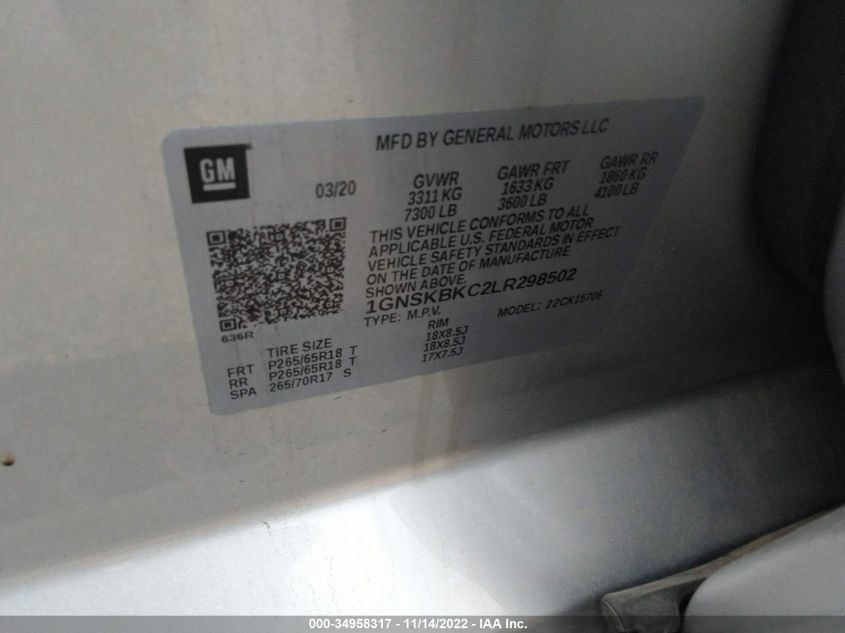 MFD BY GENERAL MOTORS LLC
GM
03/20
GVWR GAWR FRT GAWR RR
3311 KG 1633 KG 1860 KG
7300 LB 3600 LB 4100 LB
THIS VEHICLE CONFORMS TO ALL
APPLICABLE U.S. FEDERAL MOTOR
VEHICLE SAFETY STANDARDS IN EFFECT
ON THE DATE OF MANUFACTURE
SHOWN ABOVE.
1GNSKBKC2LR298502
TYPE: M.P.V. MODEL: 22CK15706
636R
TIRE SIZE RIM
FRT P265/65R18 T 18X8.5J
RR P265/65R18 T 18X8.5J
SPA 265/70R17 S 17X7.5J
000-34958317 - 11/14/2022 - IAA Inc.